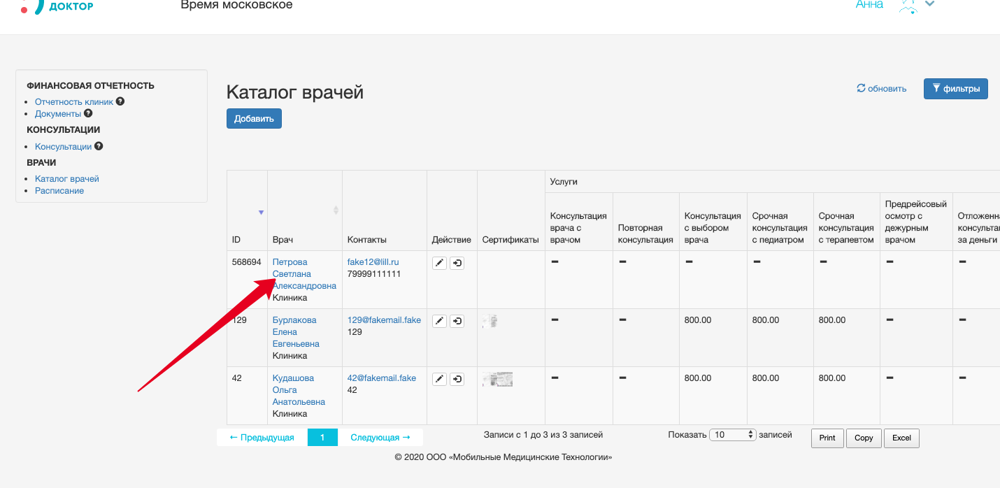 ДОКТОР
Время московское
Анна
ФИНАНСОВАЯ ОТЧЕТНОСТЬ
Отчетность клиник
Документы
КОНСУЛЬТАЦИИ
Консультации
ВРАЧИ
Каталог врачей
Расписание
Каталог врачей
обновить
фильтры
Добавить
ID
Врач
Контакты
Действие
Сертификаты
Услуги
Консультация
врача с
врачом
Повторная
консультация
Консультация
с выбором
врача
Срочная
консультация
с педиатром
Срочная
консультация
с терапевтом
Предрейсовый
осмотр с
дежурным
врачом
Отложенн
консульта
за деньги
568694
Петрова
Светлана
Александровна
Клиника
fake12@lill.ru
79999111111
129
Бурлакова
Елена
Евгеньевна
Клиника
129@fakemail.fake
129
800.00
800.00
800.00
42
Кудашова
Ольга
Анатольевна
Клиника
42@fakemail.fake
42
800.00
800.00
800.00
← Предыдущая
1
Следующая →
Записи с 1 до 3 из 3 записей
Показать 10 записей
Print
Copy
Excel
© 2020 ООО «Мобильные Медицинские Технологии»